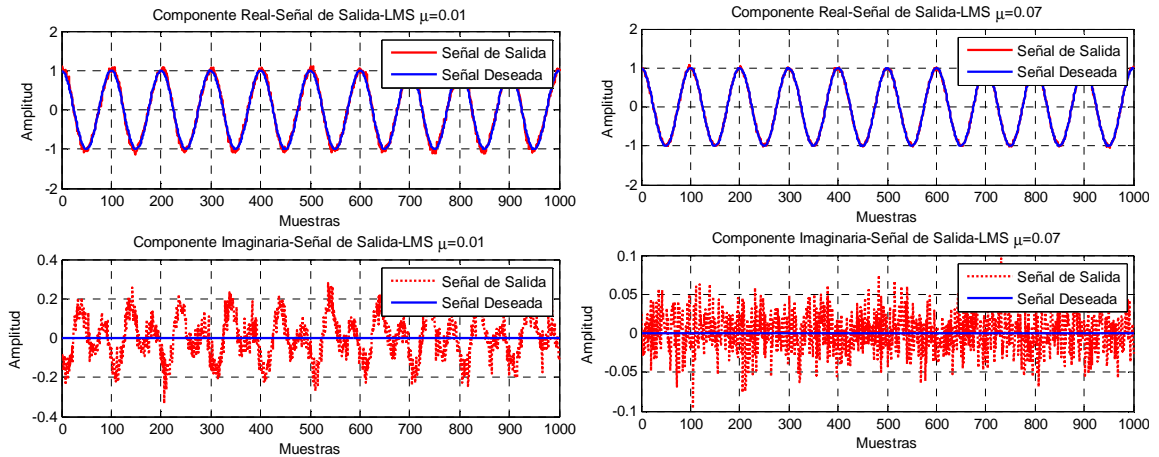 Componente Real-Señal de Salida-LMS μ=0.01
2
1
0
-1
-2
Amplitud
Señal de Salida
Señal Deseada
0 100 200 300 400 500 600 700 800 900 1000
Muestras
Componente Real-Señal de Salida-LMS μ=0.07
2
1
0
-1
-2
Amplitud
Señal de Salida
Señal Deseada
0 100 200 300 400 500 600 700 800 900 1000
Muestras
Componente Imaginaria-Señal de Salida-LMS μ=0.01
0.4
0.2
0
-0.2
-0.4
Amplitud
Señal de Salida
Señal Deseada
0 100 200 300 400 500 600 700 800 900 1000
Muestras
Componente Imaginaria-Señal de Salida-LMS μ=0.07
0.1
0.05
0
-0.05
-0.1
Amplitud
Señal de Salida
Señal Deseada
0 100 200 300 400 500 600 700 800 900 1000
Muestras